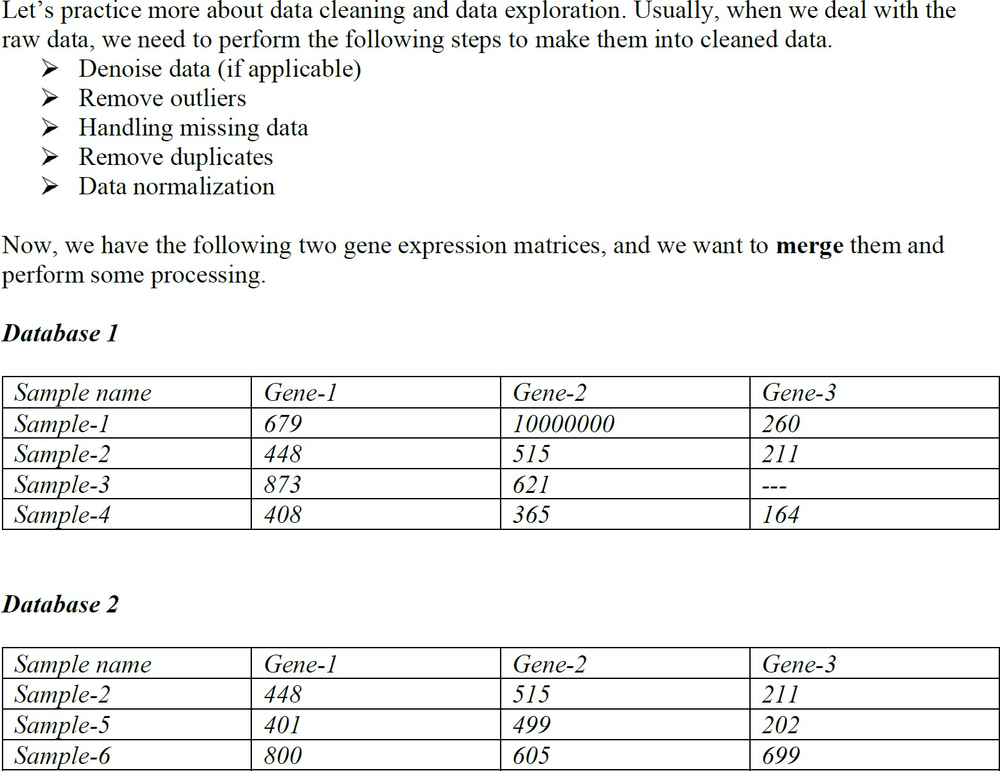 Let’s practice more about data cleaning and data exploration. Usually, when we deal with the
raw data, we need to perform the following steps to make them into cleaned data.
➢ Denoise data (if applicable)
➢ Remove outliers
➢ Handling missing data
➢ Remove duplicates
➢ Data normalization
Now, we have the following two gene expression matrices, and we want to merge them and
perform some processing.
Database 1
Sample name Gene-1 Gene-2 Gene-3
Sample-1 679 10000000 260
Sample-2 448 515 211
Sample-3 873 621 ---
Sample-4 408 365 164
Database 2
Sample name Gene-1 Gene-2 Gene-3
Sample-2 448 515 211
Sample-5 401 499 202
Sample-6 800 605 699